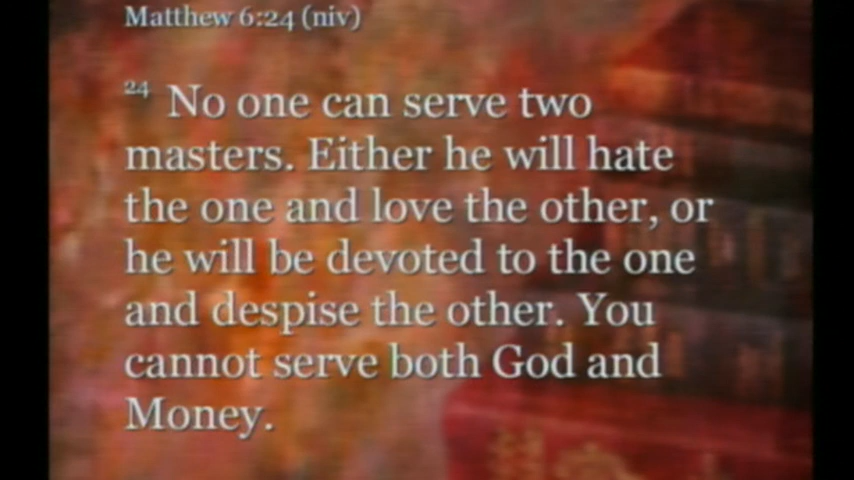 Matthew 6:24 (niv)
24 No one can serve two
masters. Either he will hate
the one and love the other, or
he will be devoted to the one
and despise the other. You
cannot serve both God and
Money.